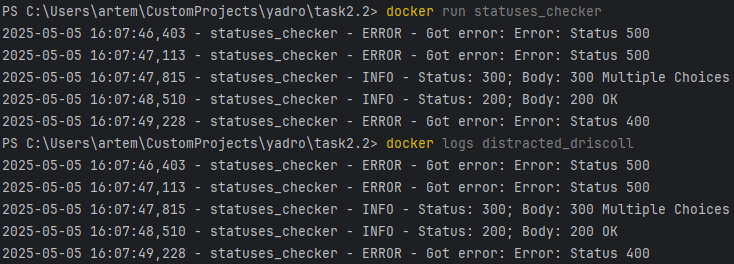 PS C:\Users\artem\CustomProjects\yadro\task2.2> docker run statuses_checker
2025-05-05 16:07:46,403 - statuses_checker - ERROR - Got error: Error: Status 500
2025-05-05 16:07:47,113 - statuses_checker - ERROR - Got error: Error: Status 500
2025-05-05 16:07:47,815 - statuses_checker - INFO - Status: 300; Body: 300 Multiple Choices
2025-05-05 16:07:48,510 - statuses_checker - INFO - Status: 200; Body: 200 OK
2025-05-05 16:07:49,228 - statuses_checker - ERROR - Got error: Error: Status 400
PS C:\Users\artem\CustomProjects\yadro\task2.2> docker logs distracted_driscoll
2025-05-05 16:07:46,403 - statuses_checker - ERROR - Got error: Error: Status 500
2025-05-05 16:07:47,113 - statuses_checker - ERROR - Got error: Error: Status 500
2025-05-05 16:07:47,815 - statuses_checker - INFO - Status: 300; Body: 300 Multiple Choices
2025-05-05 16:07:48,510 - statuses_checker - INFO - Status: 200; Body: 200 OK
2025-05-05 16:07:49,228 - statuses_checker - ERROR - Got error: Error: Status 400